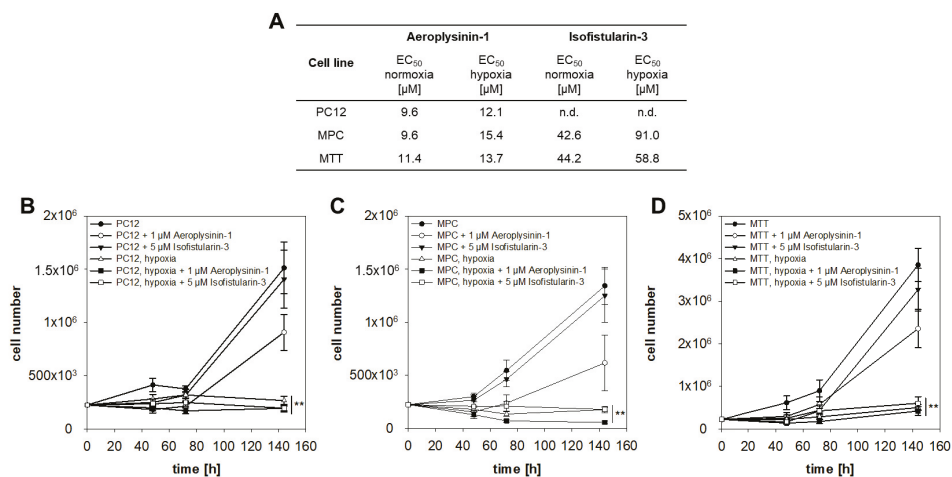 A
Aeroplysinin-1 Isofistularin-3
Cell line EC50 normoxia [µM] EC50 hypoxia [µM] EC50 normoxia [µM] EC50 hypoxia [µM]
PC12 9.6 12.1 n.d. n.d.
MPC 9.6 15.4 42.6 91.0
MTT 11.4 13.7 44.2 58.8
B
2x10⁶
1.5x10⁶
1x10⁶
500x10³
0
cell number
PC12
PC12 + 1 µM Aeroplysinin-1
PC12 + 5 µM Isofistularin-3
PC12, hypoxia
PC12, hypoxia + 1 µM Aeroplysinin-1
PC12, hypoxia + 5 µM Isofistularin-3
**
0 20 40 60 80 100 120 140 160
time [h]
C
2x10⁶
1.5x10⁶
1x10⁶
500x10³
0
cell number
MPC
MPC + 1 µM Aeroplysinin-1
MPC + 5 µM Isofistularin-3
MPC, hypoxia
MPC, hypoxia + 1 µM Aeroplysinin-1
MPC, hypoxia + 5 µM Isofistularin-3
**
0 20 40 60 80 100 120 140 160
time [h]
D
5x10⁶
4x10⁶
3x10⁶
2x10⁶
1x10⁶
0
cell number
MTT
MTT + 1 µM Aeroplysinin-1
MTT + 5 µM Isofistularin-3
MTT, hypoxia
MTT, hypoxia + 1 µM Aeroplysinin-1
MTT, hypoxia + 5 µM Isofistularin-3
**
0 20 40 60 80 100 120 140 160
time [h]